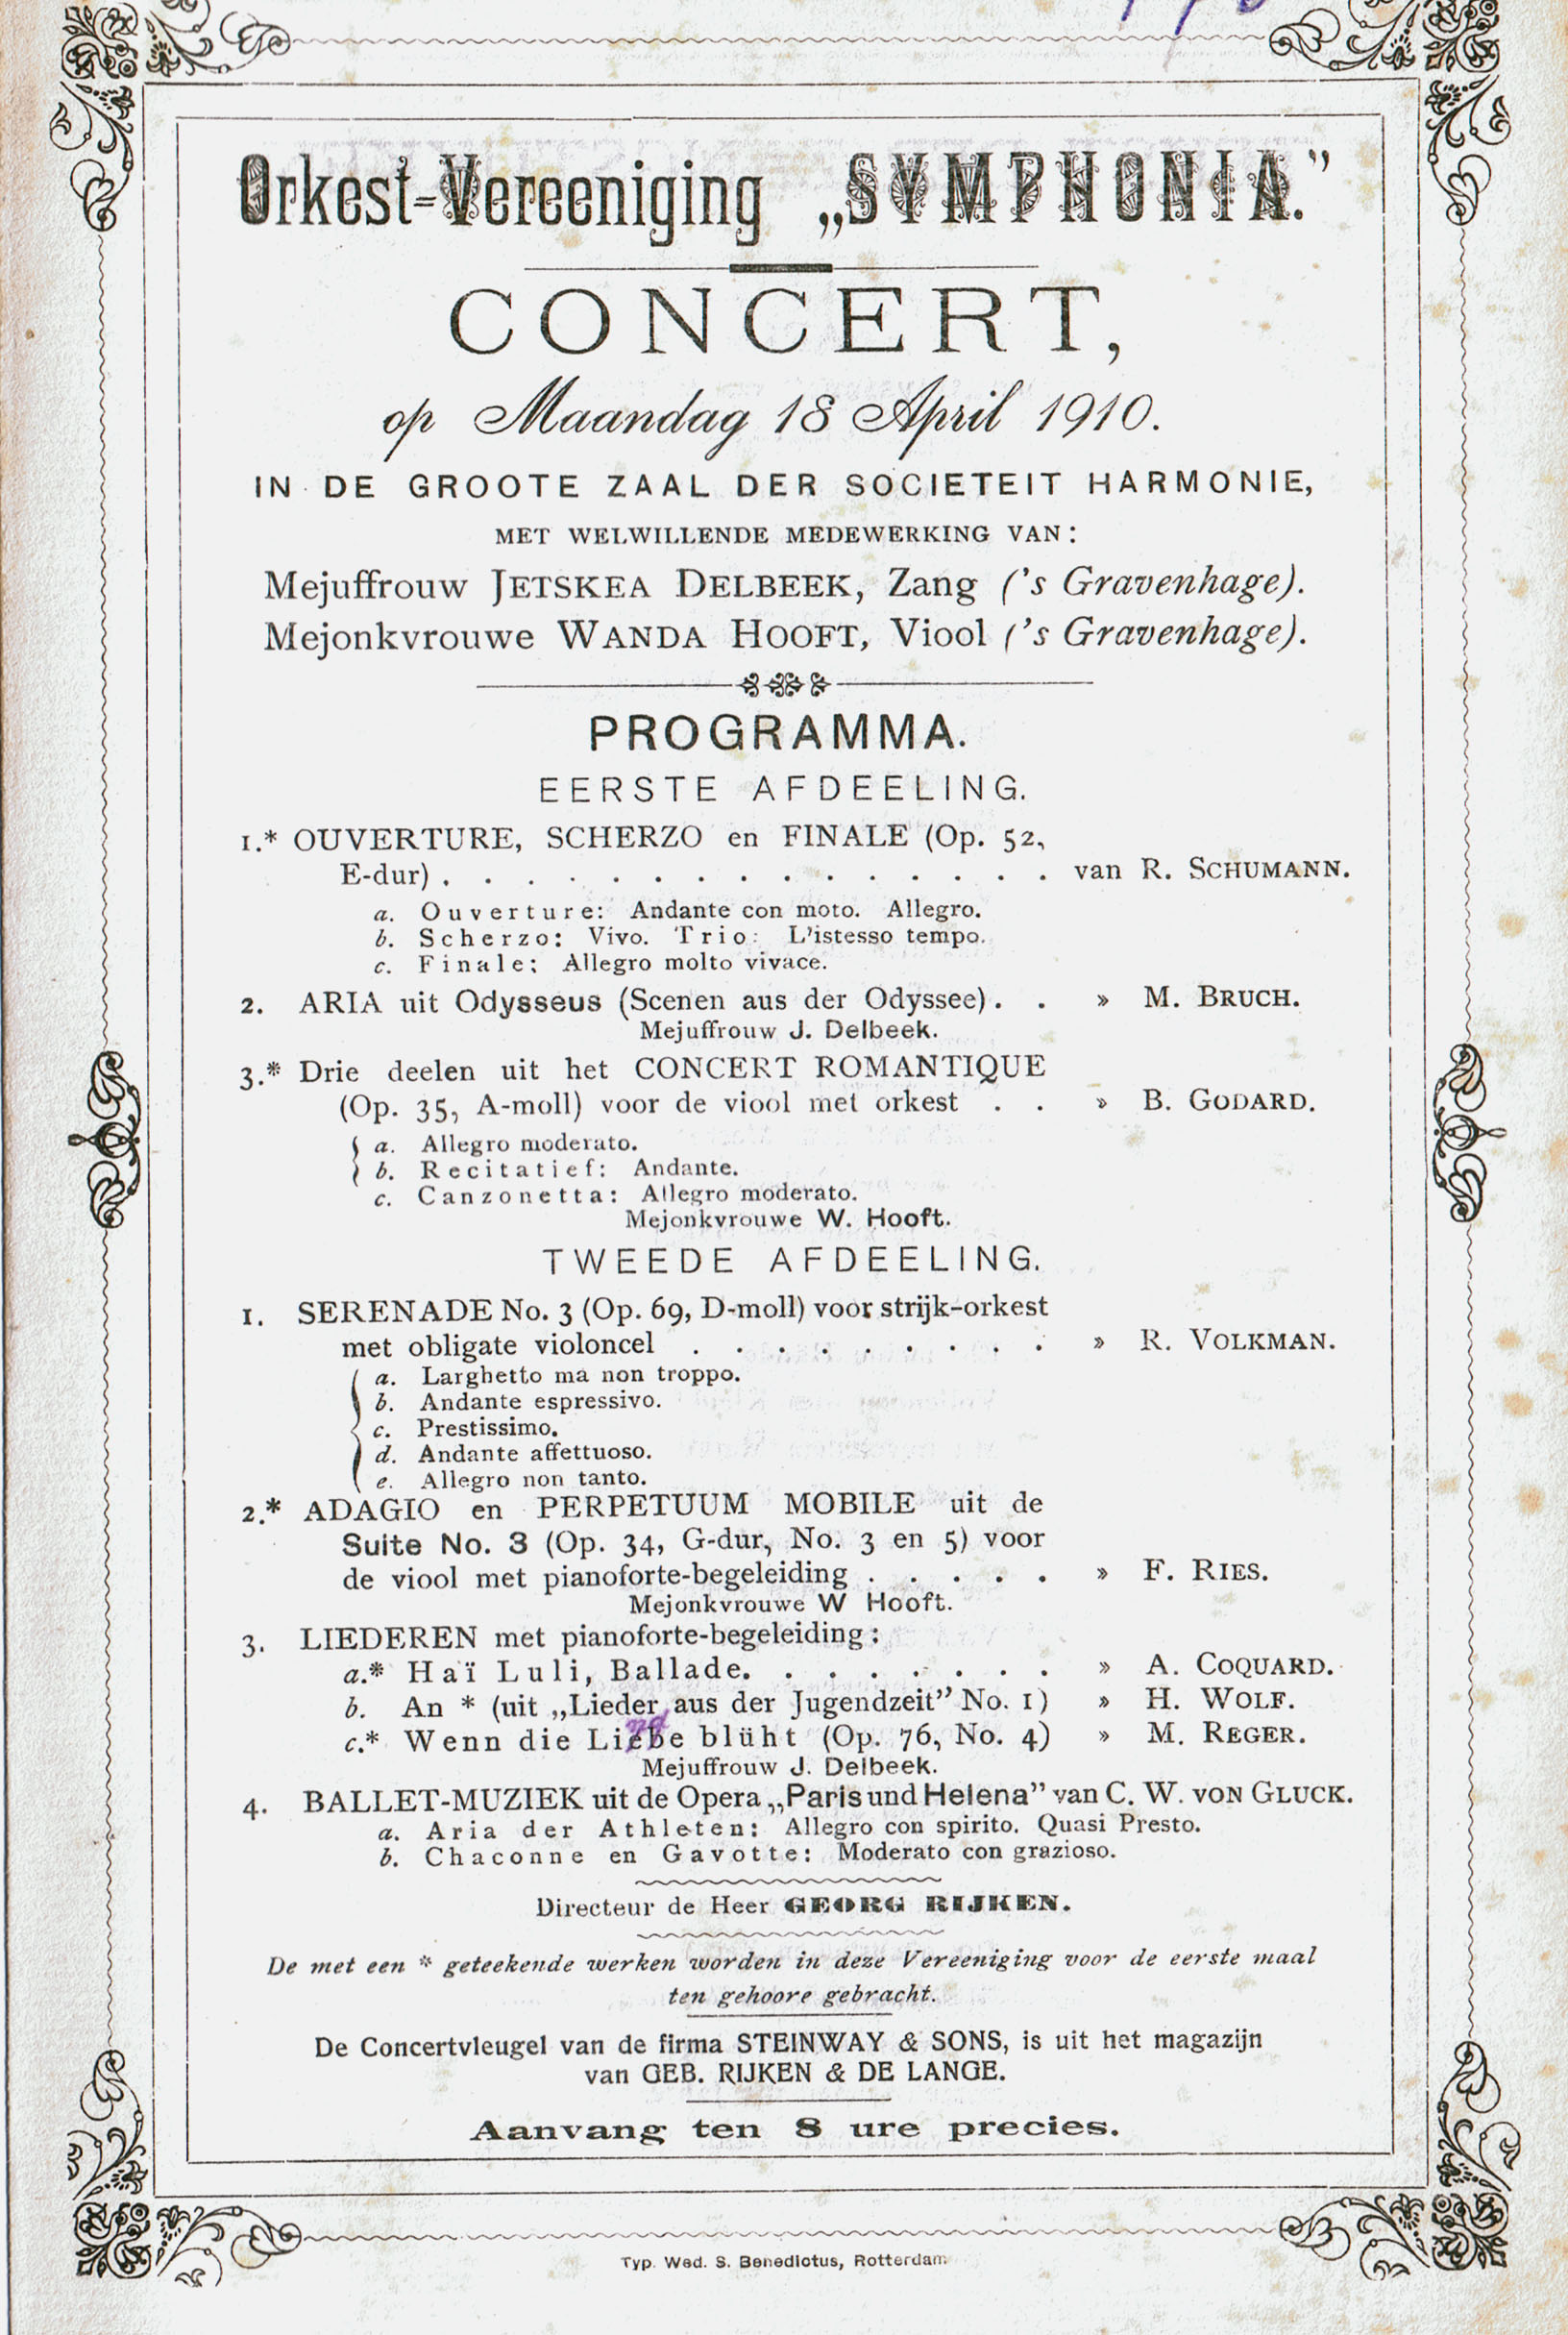 Orkest-Vereeniging „SYMPHONIA."
CONCERT,
op Maandag 18 April 1910.
IN DE GROOTE ZAAL DER SOCIETEIT HARMONIE,
MET WELWILLENDE MEDEWERKING VAN:
Mejuffrouw JETSKEA DELBEEK, Zang ('s Gravenhage).
Mejonkvrouwe WANDA HOOFT, Viool ('s Gravenhage).
PROGRAMMA.
EERSTE AFDEELING.
1.* OUVERTURE, SCHERZO en FINALE (Op. 52,
E-dur) . . . . . . . . . . . . . . . van R. SCHUMANN.
a. Ouverture: Andante con moto. Allegro.
b. Scherzo: Vivo. Trio: L'istesso tempo.
c. Finale: Allegro molto vivace.
2. ARIA uit Odysseus (Scenen aus der Odyssee) . . » M. BRUCH.
Mejuffrouw J. Delbeek.
3.* Drie deelen uit het CONCERT ROMANTIQUE
(Op. 35, A-moll) voor de viool met orkest . . » B. GODARD.
a. Allegro moderato.
b. Recitatief: Andante.
c. Canzonetta: Allegro moderato.
Mejonkvrouwe W. Hooft.
TWEEDE AFDEELING.
1. SERENADE No. 3 (Op. 69, D-moll) voor strijk-orkest
met obligate violoncel . . . . . . . . . » R. VOLKMAN.
a. Larghetto ma non troppo.
b. Andante espressivo.
c. Prestissimo.
d. Andante affettuoso.
e. Allegro non tanto.
2.* ADAGIO en PERPETUUM MOBILE uit de
Suite No. 3 (Op. 34, G-dur, No. 3 en 5) voor
de viool met pianoforte-begeleiding . . . . . » F. RIES.
Mejonkvrouwe W Hooft.
3. LIEDEREN met pianoforte-begeleiding:
a.* Haï Luli, Ballade. . . . . . . . » A. COQUARD.
b. An * (uit „Lieder aus der Jugendzeit" No. 1) » H. WOLF.
c.* Wenn die Liebe blüht (Op. 76, No. 4) » M. REGER.
Mejuffrouw J. Delbeek.
4. BALLET-MUZIEK uit de Opera „Paris und Helena" van C. W. VON GLUCK.
a. Aria der Athleten: Allegro con spirito. Quasi Presto.
b. Chaconne en Gavotte: Moderato con grazioso.
Directeur de Heer GEORG RIJKEN.
De met een * geteekende werken worden in deze Vereeniging voor de eerste maal
ten gehoore gebracht.
De Concertvleugel van de firma STEINWAY & SONS, is uit het magazijn
van GEB. RIJKEN & DE LANGE.
Aanvang ten 8 ure precies.
Typ. Wed. S. Benedictus, Rotterdam